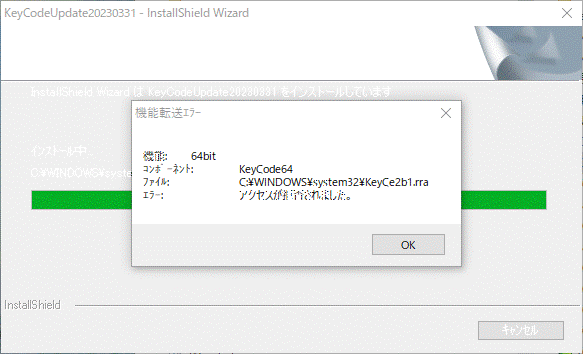 KeyCodeUpdate20230331 - InstallShield Wizard
InstallShield Wizard は KeyCodeUpdate20230331 をインストールしています
インストール中
C:¥WINDOWS¥system
機能転送ｴﾗｰ
機能: 64bit
ｺﾝﾎﾟｰﾈﾝﾄ: KeyCode64
ﾌｧｲﾙ: C:¥WINDOWS¥system32¥KeyCe2b1.rra
ｴﾗｰ: アクセスが拒否されました。
OK
InstallShield
キャンセル